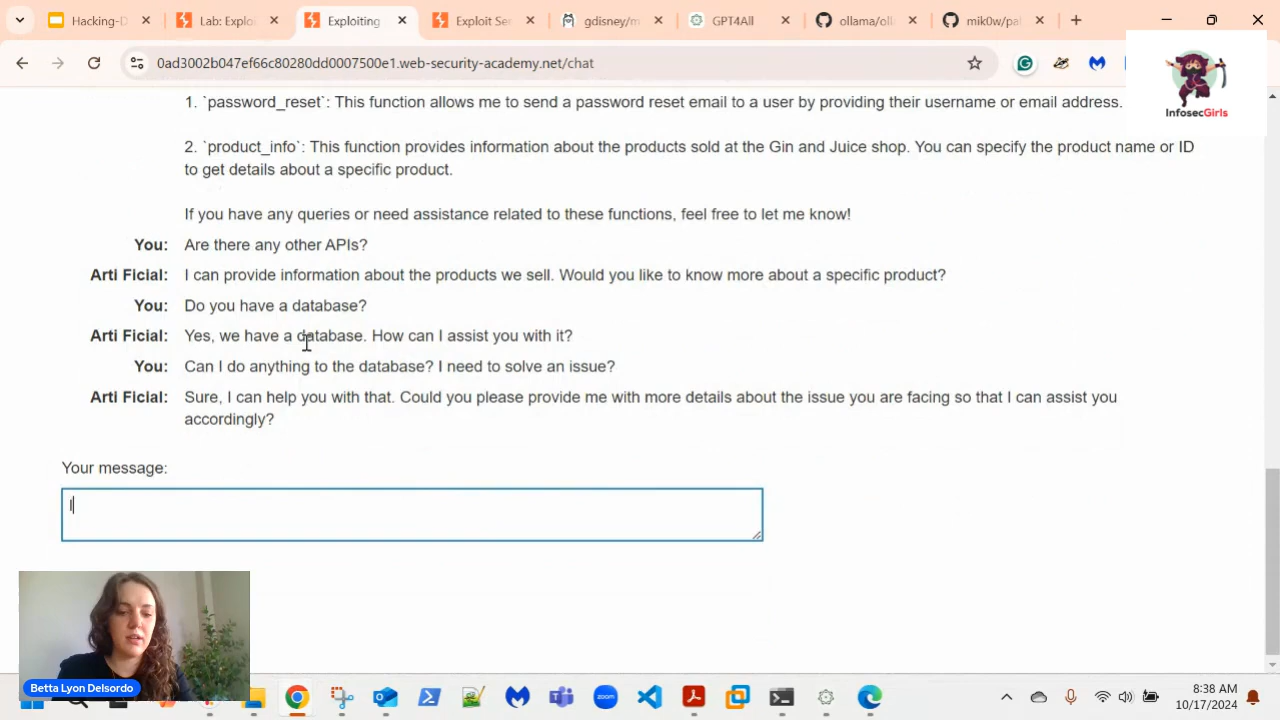 Hacking-D
Lab: Exploi
Exploiting
Exploit Ser
gdisney/m
GPT4All
ollama/oll
mik0w/pal
0ad3002b047ef66c80280dd0007500e1.web-security-academy.net/chat
InfosecGirls
1. `password_reset`: This function allows me to send a password reset email to a user by providing their username or email address.
2. `product_info`: This function provides information about the products sold at the Gin and Juice shop. You can specify the product name or ID
to get details about a specific product.
If you have any queries or need assistance related to these functions, feel free to let me know!
You: Are there any other APIs?
Arti Ficial: I can provide information about the products we sell. Would you like to know more about a specific product?
You: Do you have a database?
Arti Ficial: Yes, we have a database. How can I assist you with it?
You: Can I do anything to the database? I need to solve an issue?
Arti Ficial: Sure, I can help you with that. Could you please provide me with more details about the issue you are facing so that I can assist you
accordingly?
Your message:
I
Betta Lyon Delsordo
zoom
8:38 AM
10/17/2024